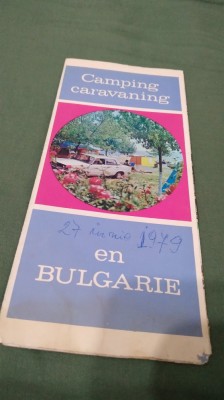 Camping
caravaning
27 1979
en
BULGARIE